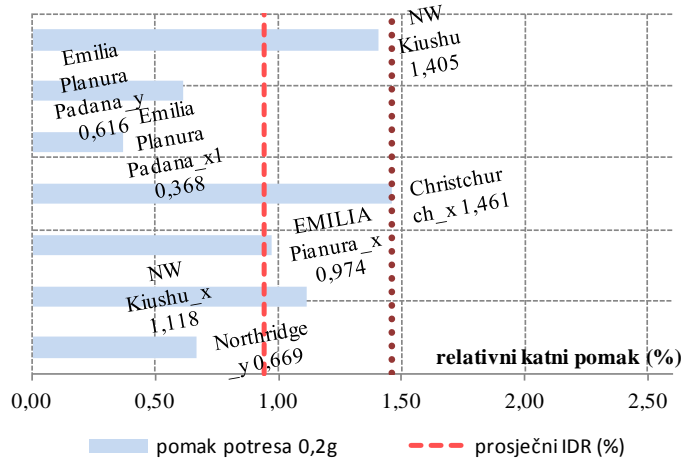 NW
Kiushu
1,405
Emilia
Planura
Padana_y
0,616
Emilia
Planura
Padana_x1
0,368
Christchur
ch_x 1,461
EMILIA
Pianura_x
0,974
NW
Kiushu_x
1,118
Northridge
_y 0,669
relativni katni pomak (%)
0,00 0,50 1,00 1,50 2,00 2,50
pomak potresa 0,2g prosječni IDR (%)